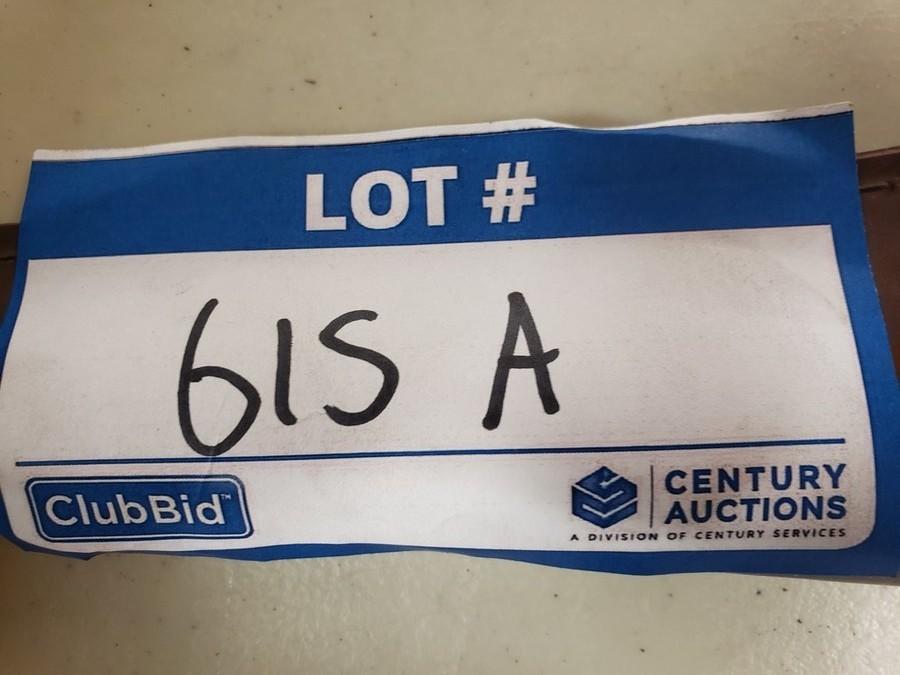 LOT #
615 A
ClubBid™
CENTURY
AUCTIONS
A DIVISION OF CENTURY SERVICES